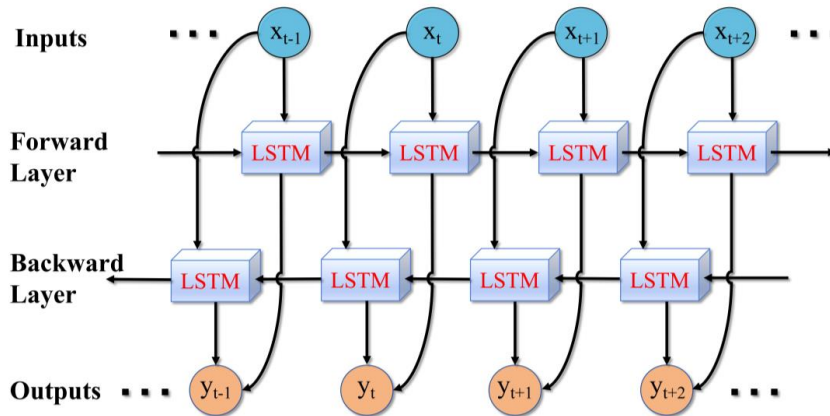 Inputs ... x_{t-1} x_t x_{t+1} x_{t+2} ...
Forward
Layer
LSTM LSTM LSTM LSTM
Backward
Layer
LSTM LSTM LSTM LSTM
Outputs ... y_{t-1} y_t y_{t+1} y_{t+2} ...